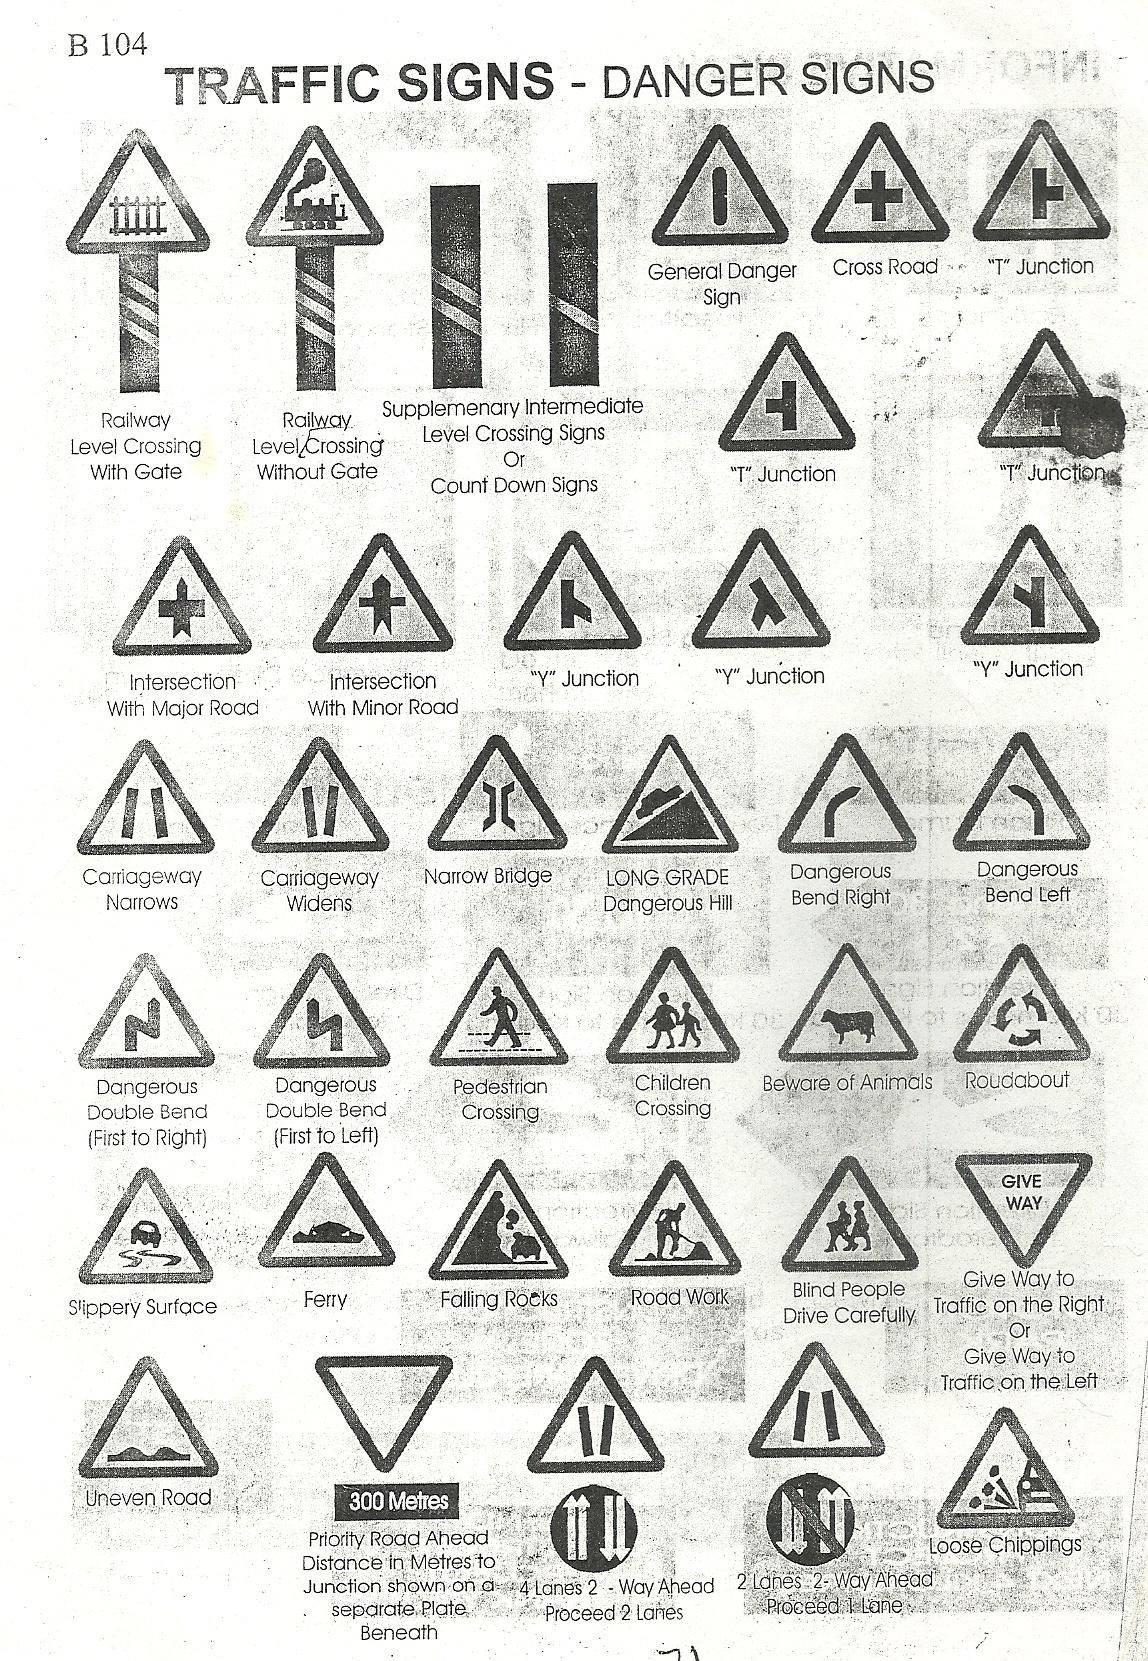 B 104
TRAFFIC SIGNS - DANGER SIGNS
General Danger
Sign
Cross Road
"T" Junction
Railway
Level Crossing
With Gate
Railway
Level Crossing
Without Gate
Supplemenary Intermediate
Level Crossing Signs
Or
Count Down Signs
"T" Junction
"T" Junction
Intersection
With Major Road
Intersection
With Minor Road
"Y" Junction
"Y" Junction
"Y" Junction
Carriageway
Narrows
Carriageway
Widens
Narrow Bridge
LONG GRADE
Dangerous Hill
Dangerous
Bend Right
Dangerous
Bend Left
Dangerous
Double Bend
(First to Right)
Dangerous
Double Bend
(First to Left)
Pedestrian
Crossing
Children
Crossing
Beware of Animals
Roudabout
Slippery Surface
Ferry
Falling Rocks
Road Work
Blind People
Drive Carefully
GIVE
WAY
Give Way to
Traffic on the Right
Or
Give Way to
Traffic on the Left
Uneven Road
300 Metres
Priority Road Ahead
Distance in Metres to
Junction shown on a
separate Plate
Beneath
4 Lanes 2 - Way Ahead
Proceed 2 Lanes
2 Lanes 2- Way Ahead
Proceed 1 Lane
Loose Chippings